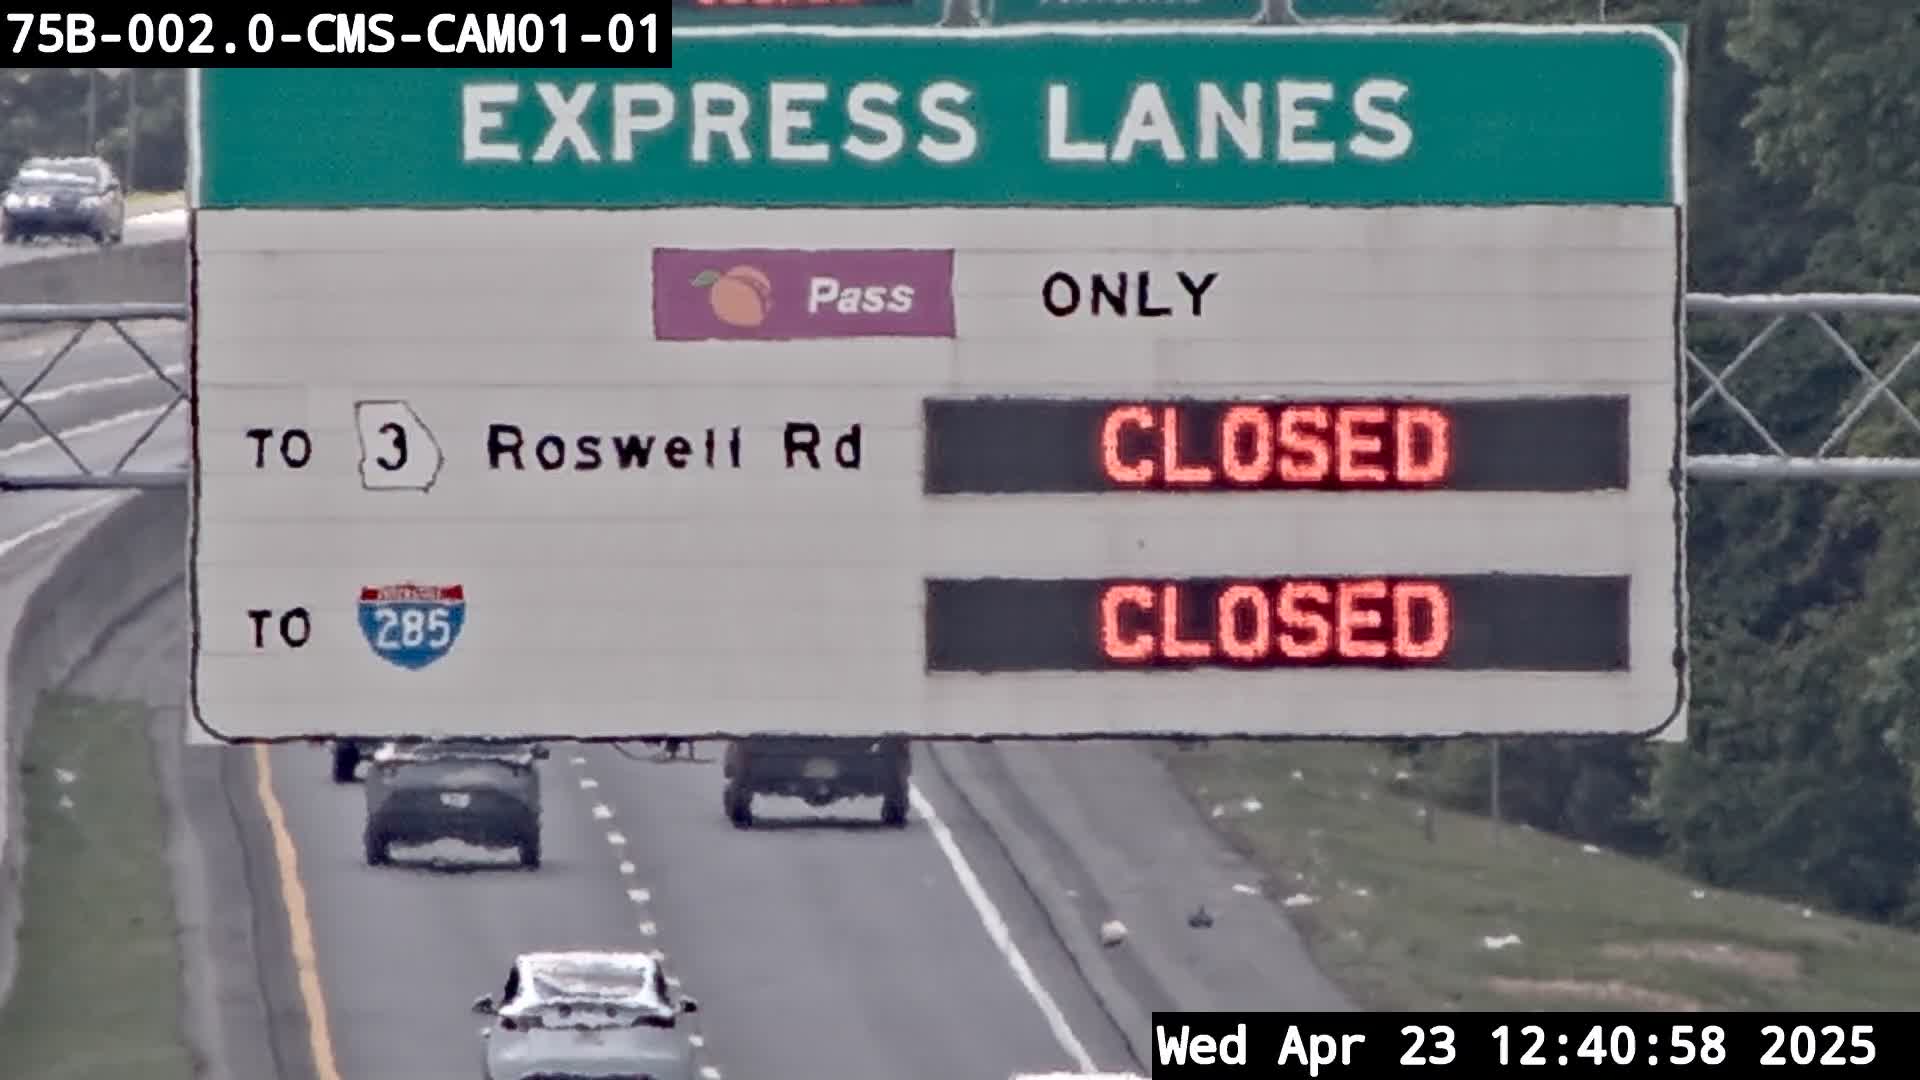 75B-002.0-CMS-CAM01-01
EXPRESS LANES
Pass ONLY
TO 3 Roswell Rd CLOSED
TO 285 CLOSED
Wed Apr 23 12:40:58 2025